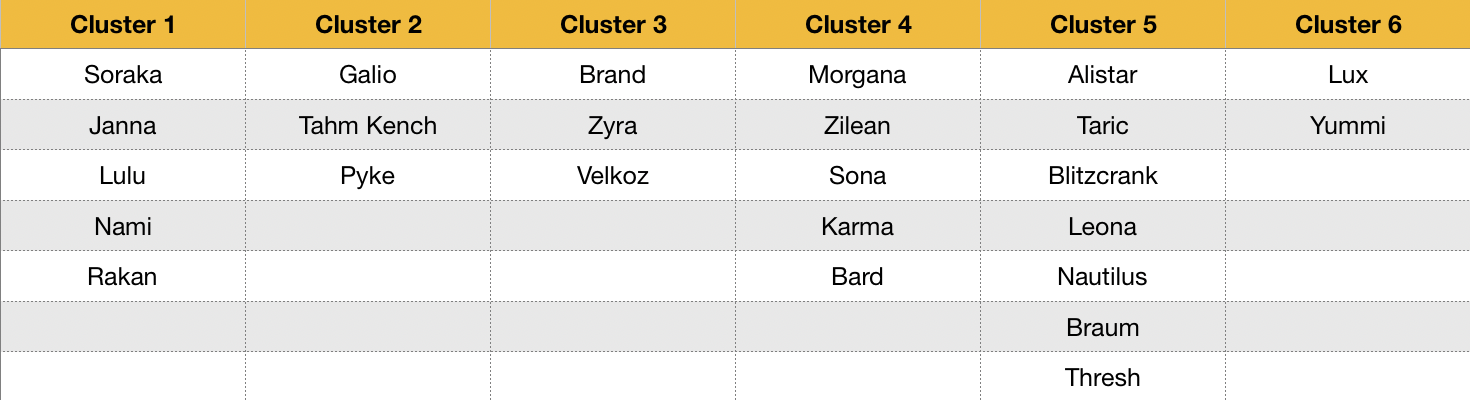 Cluster 1 Cluster 2 Cluster 3 Cluster 4 Cluster 5 Cluster 6
Soraka Galio Brand Morgana Alistar Lux
Janna Tahm Kench Zyra Zilean Taric Yummi
Lulu Pyke Velkoz Sona Blitzcrank
Nami Karma Leona
Rakan Bard Nautilus
Braum
Thresh